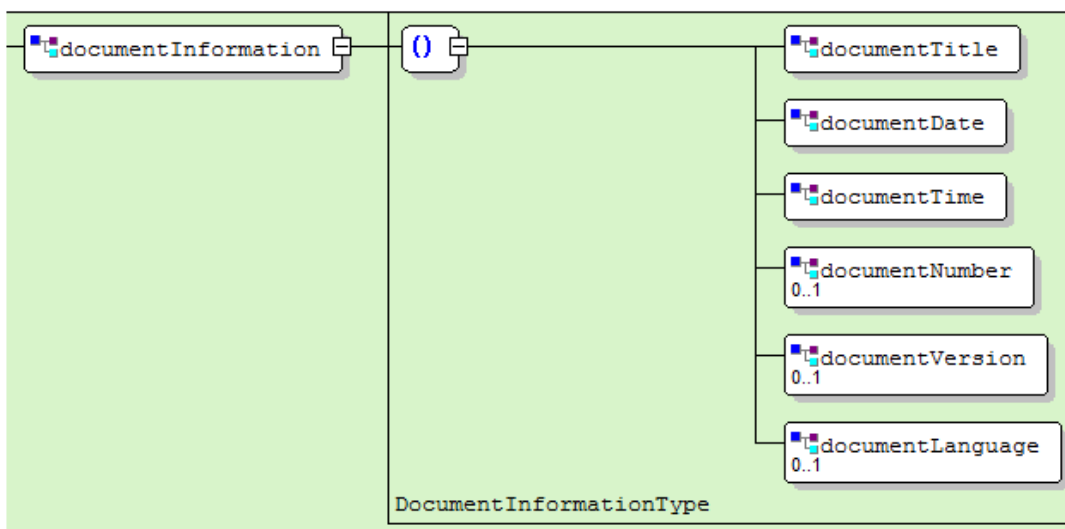 documentInformation
()
documentTitle
documentDate
documentTime
documentNumber
0..1
documentVersion
0..1
documentLanguage
0..1
DocumentInformationType